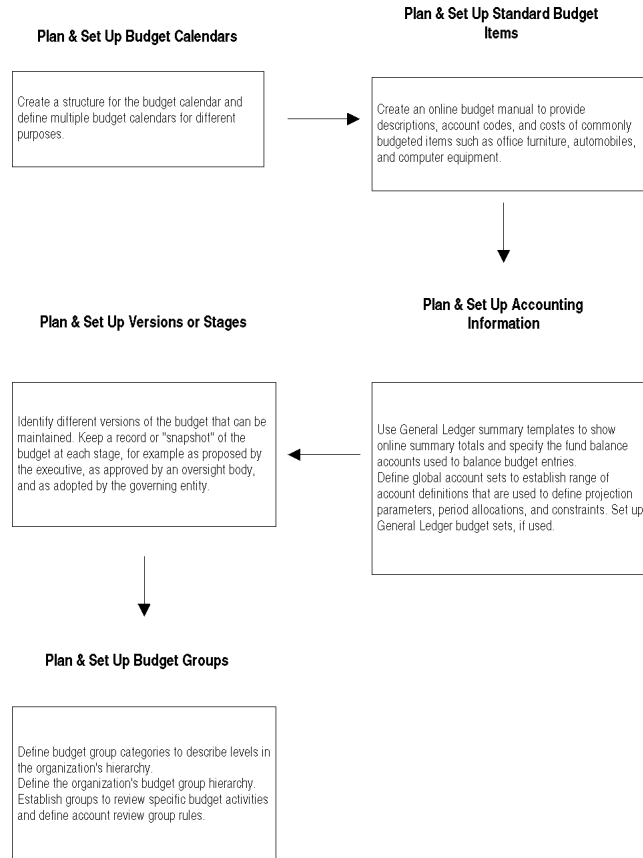 Plan & Set Up Budget Calendars
Create a structure for the budget calendar and
define multiple budget calendars for different
purposes.
Plan & Set Up Standard Budget
Items
Create an online budget manual to provide
descriptions, account codes, and costs of commonly
budgeted items such as office furniture, automobiles,
and computer equipment.
Plan & Set Up Accounting
Information
Use General Ledger summary templates to show
online summary totals and specify the fund balance
accounts used to balance budget entries.
Define global account sets to establish range of
account definitions that are used to define projection
parameters, period allocations, and constraints. Set up
General Ledger budget sets, if used.
Plan & Set Up Versions or Stages
Identify different versions of the budget that can be
maintained. Keep a record or "snapshot" of the
budget at each stage, for example as proposed by
the executive, as approved by an oversight body,
and as adopted by the governing entity.
Plan & Set Up Budget Groups
Define budget group categories to describe levels in
the organization's hierarchy.
Define the organization's budget group hierarchy.
Establish groups to review specific budget activities
and define account review group rules.